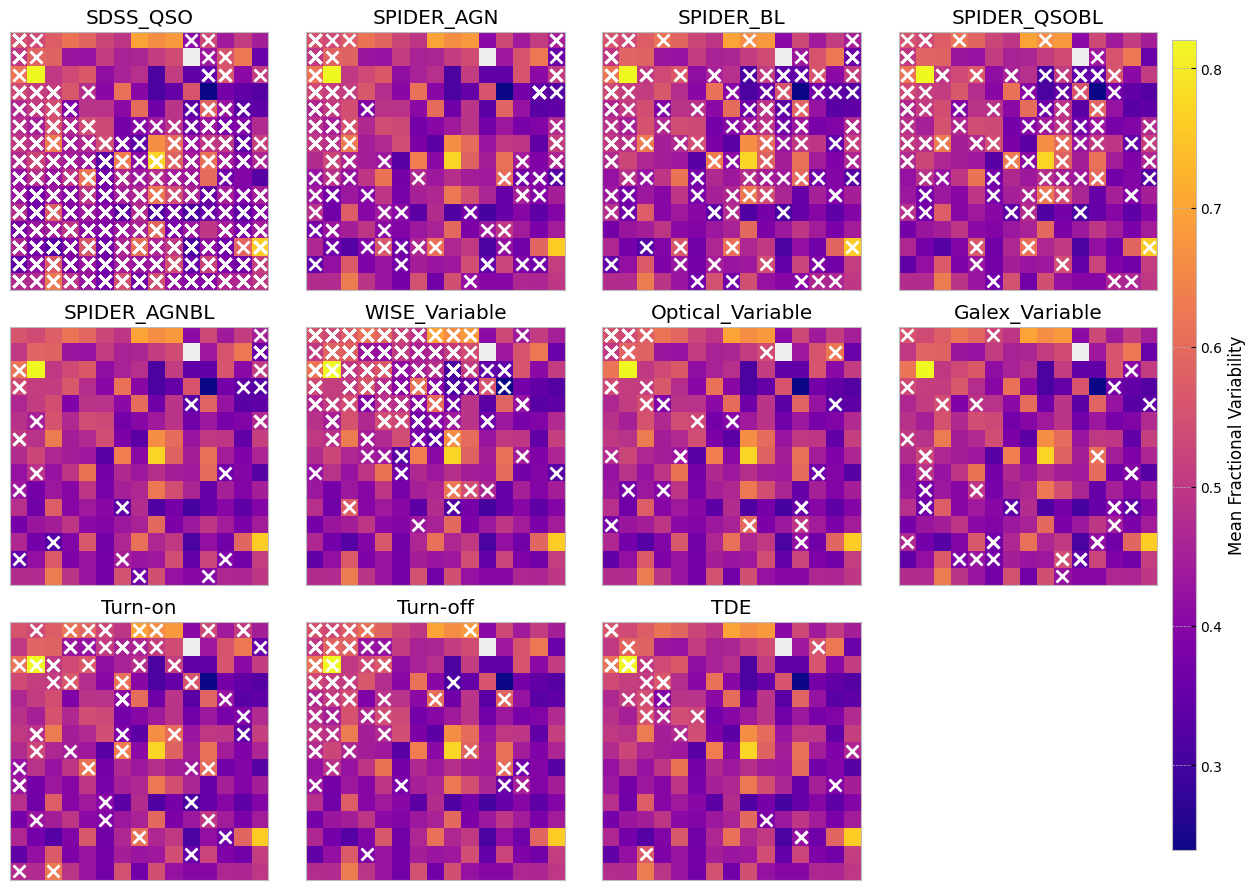 SDSS_QSO
SPIDER_AGN
SPIDER_BL
SPIDER_QSOBL
SPIDER_AGNBL
WISE_Variable
Optical_Variable
Galex_Variable
Turn-on
Turn-off
TDE
0.8
0.7
0.6
0.5
0.4
0.3
Mean Fractional Variability